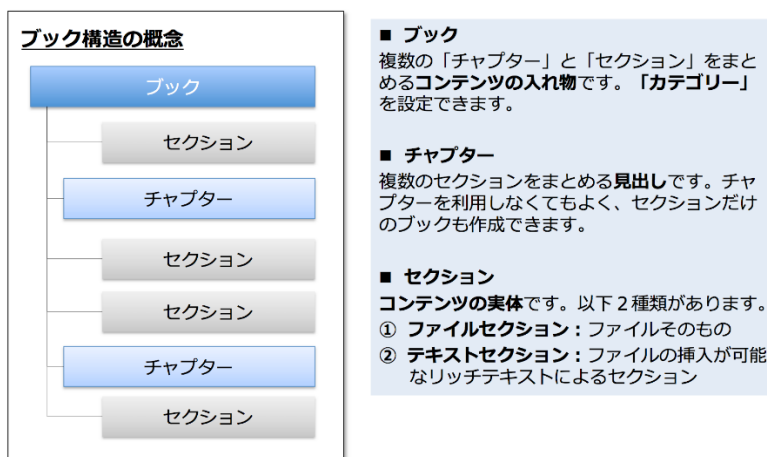 ブック構造の概念
ブック
セクション
チャプター
セクション
セクション
チャプター
セクション
■ ブック
複数の「チャプター」と「セクション」をまと
めるコンテンツの入れ物です。「カテゴリー」
を設定できます。
■ チャプター
複数のセクションをまとめる見出しです。チャ
プターを利用しなくてもよく、セクションだけ
のブックも作成できます。
■ セクション
コンテンツの実体です。以下２種類があります。
① ファイルセクション：ファイルそのもの
② テキストセクション：ファイルの挿入が可能
なリッチテキストによるセクション